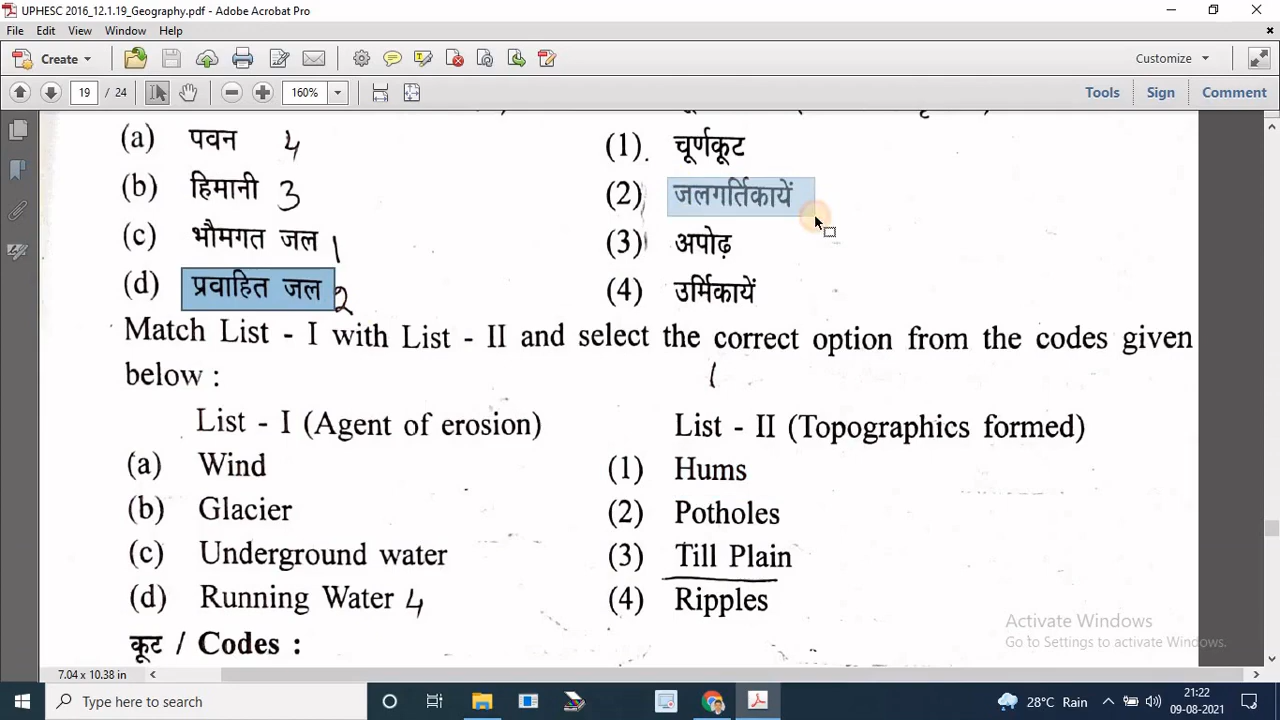 UPHESC 2016_12.1.19_Geography.pdf - Adobe Acrobat Pro
File Edit View Window Help
Create Customize
19 / 24 160% Tools Sign Comment
(a) पवन 4 (1). चूर्णकूट
(b) हिमानी 3 (2) जलगर्तिकायें
(c) भौमगत जल 1 (3) अपोढ़
(d) प्रवाहित जल 2 (4) उर्मिकायें
Match List - I with List - II and select the correct option from the codes given
below :
List - I (Agent of erosion) List - II (Topographics formed)
(a) Wind (1) Hums
(b) Glacier (2) Potholes
(c) Underground water (3) Till Plain
(d) Running Water 4 (4) Ripples
कूट / Codes :
Activate Windows
Go to Settings to activate Windows.
7.04 x 10.38 in
Type here to search 28°C Rain 21:22
09-08-2021